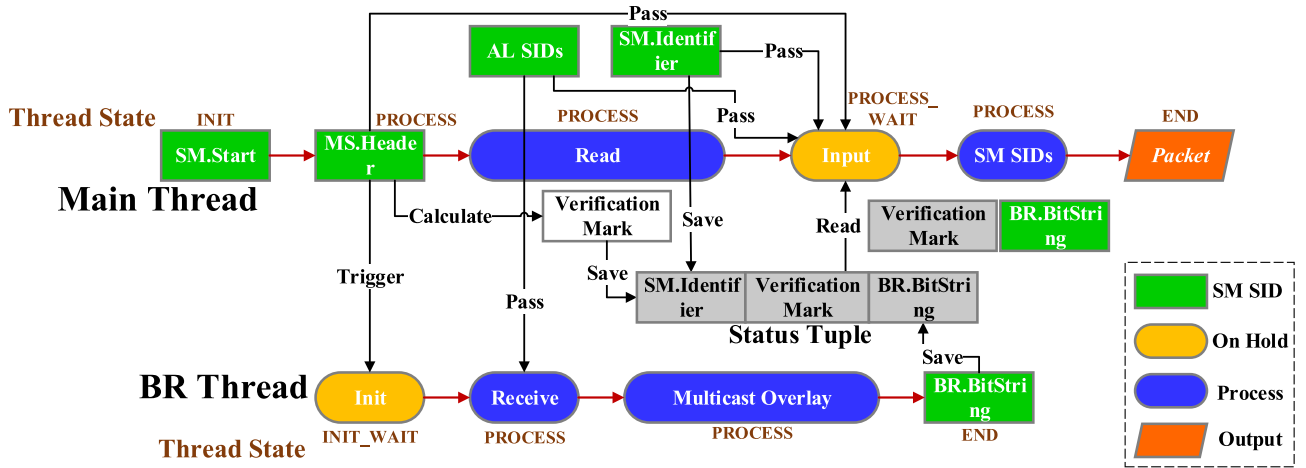 Pass
AL SIDs
SM.Identif
ier
Pass
Thread State
INIT
PROCESS
PROCESS
Pass
PROCESS_
WAIT
PROCESS
END
SM.Start
MS.Heade
r
Read
Input
SM SIDs
Packet
Main Thread
Calculate
Verification
Mark
Save
Read
Verification
Mark
BR.BitStri
ng
Trigger
Pass
Save
SM.Identif
ier
Verification
Mark
BR.BitStri
ng
Status Tuple
Save
BR Thread
Init
Receive
Multicast Overlay
BR.BitStri
ng
Thread State
INIT_WAIT
PROCESS
PROCESS
END
SM SID
On Hold
Process
Output